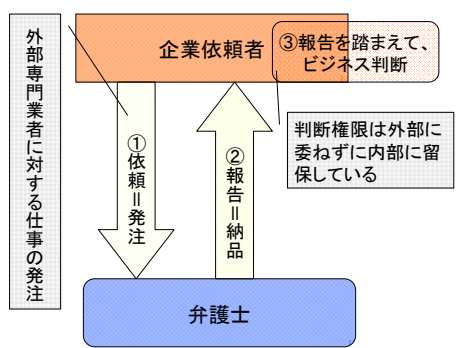 企業依頼者
③報告を踏まえて、
ビジネス判断
外部専門業者に対する仕事の発注
①依頼＝発注
②報告＝納品
判断権限は外部に
委ねずに内部に留
保している
弁護士